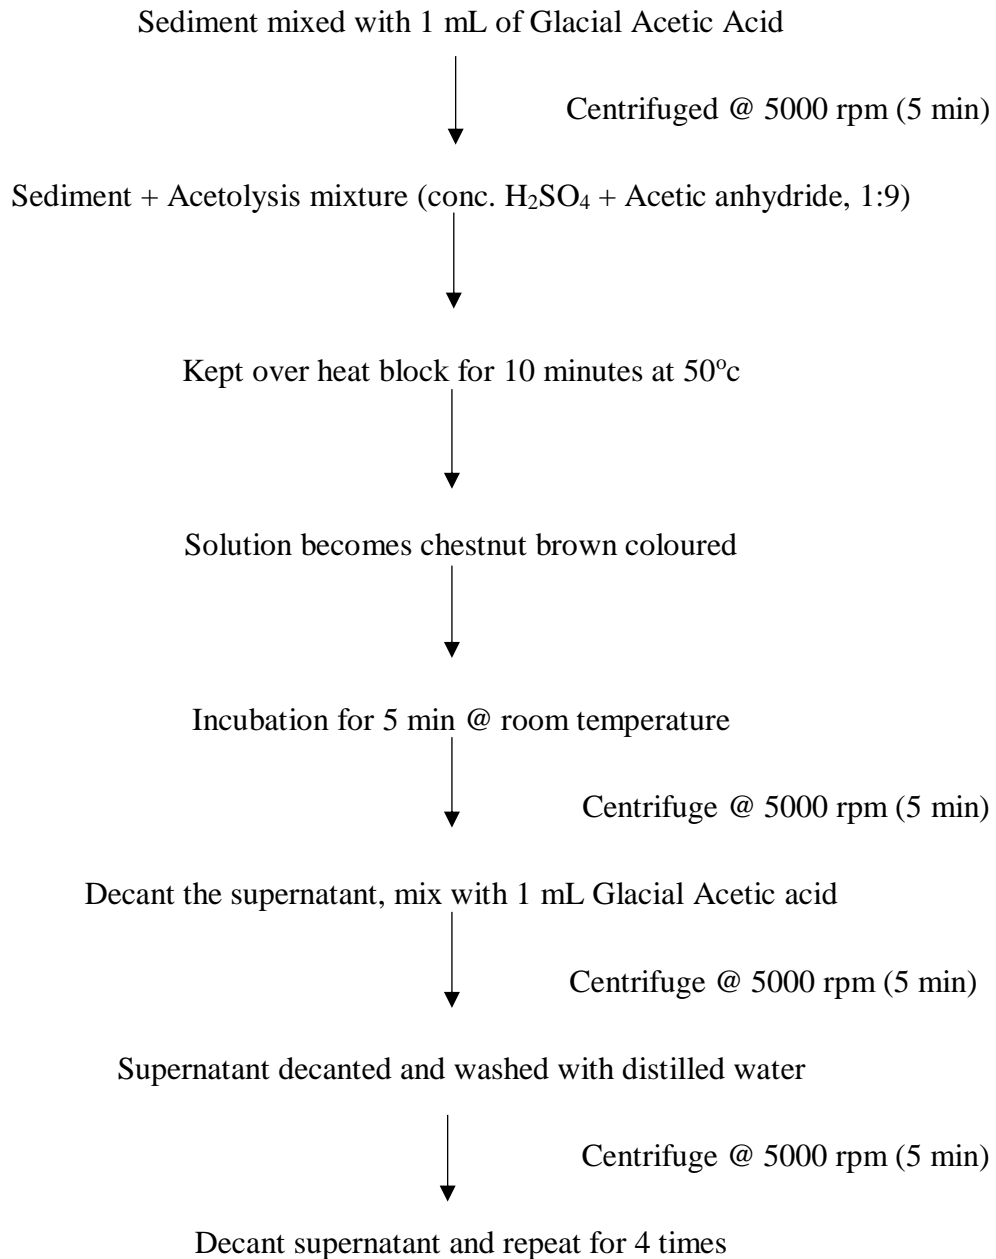 Sediment mixed with 1 mL of Glacial Acetic Acid
Centrifuged @ 5000 rpm (5 min)
Sediment + Acetolysis mixture (conc. H₂SO₄ + Acetic anhydride, 1:9)
Kept over heat block for 10 minutes at 50°c
Solution becomes chestnut brown coloured
Incubation for 5 min @ room temperature
Centrifuge @ 5000 rpm (5 min)
Decant the supernatant, mix with 1 mL Glacial Acetic acid
Centrifuge @ 5000 rpm (5 min)
Supernatant decanted and washed with distilled water
Centrifuge @ 5000 rpm (5 min)
Decant supernatant and repeat for 4 times